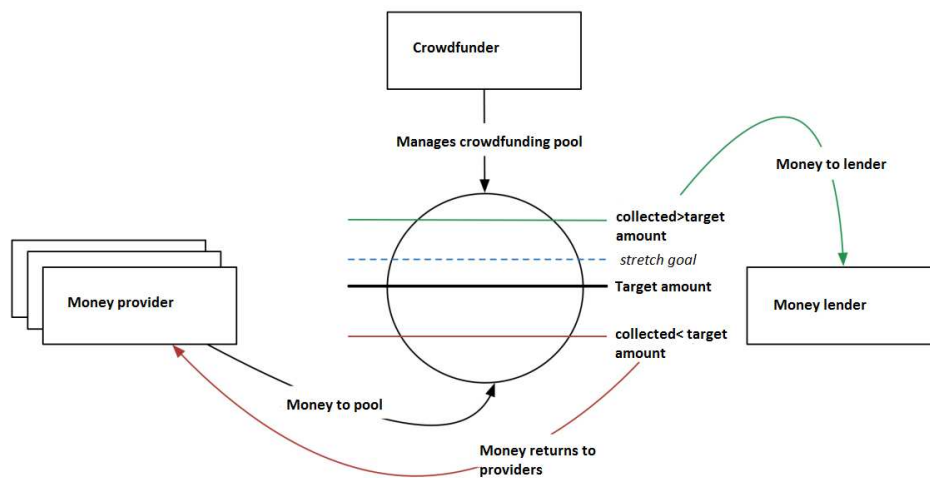 Crowdfunder
Manages crowdfunding pool
Money to lender
collected>target
amount
stretch goal
Money provider
Target amount
Money lender
collected< target
amount
Money to pool
Money returns to
providers